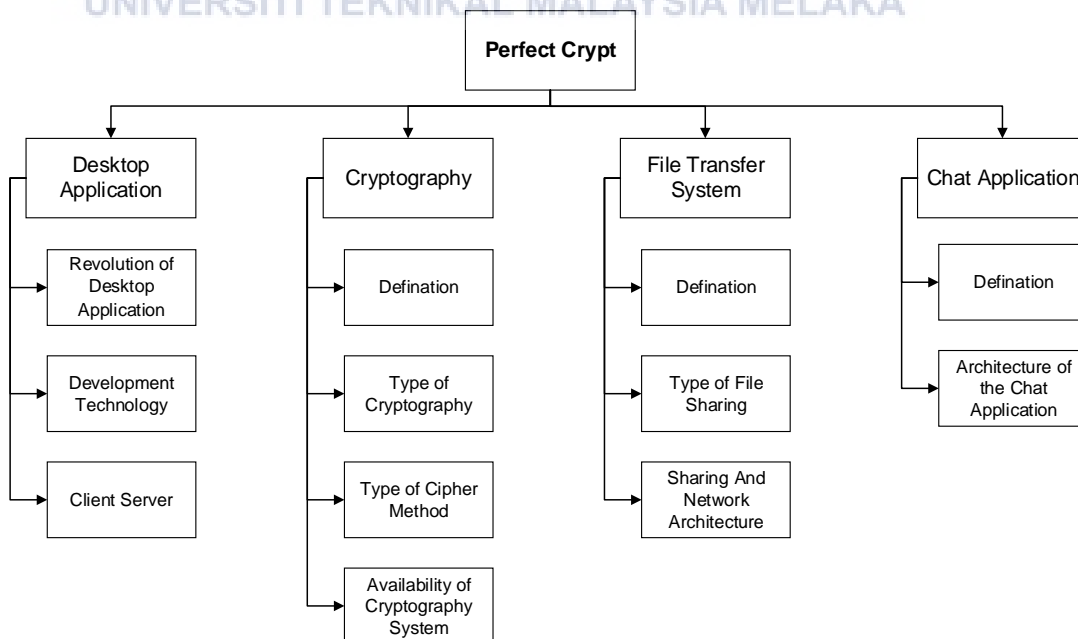 UNIVERSITI TEKNIKAL MALAYSIA MELAKA
Perfect Crypt
Desktop
Application
Cryptography
File Transfer
System
Chat Application
Revolution of
Desktop
Application
Defination
Defination
Defination
Development
Technology
Type of
Cryptography
Type of File
Sharing
Architecture of
the Chat
Application
Client Server
Type of Cipher
Method
Sharing And
Network
Architecture
Availability of
Cryptography
System